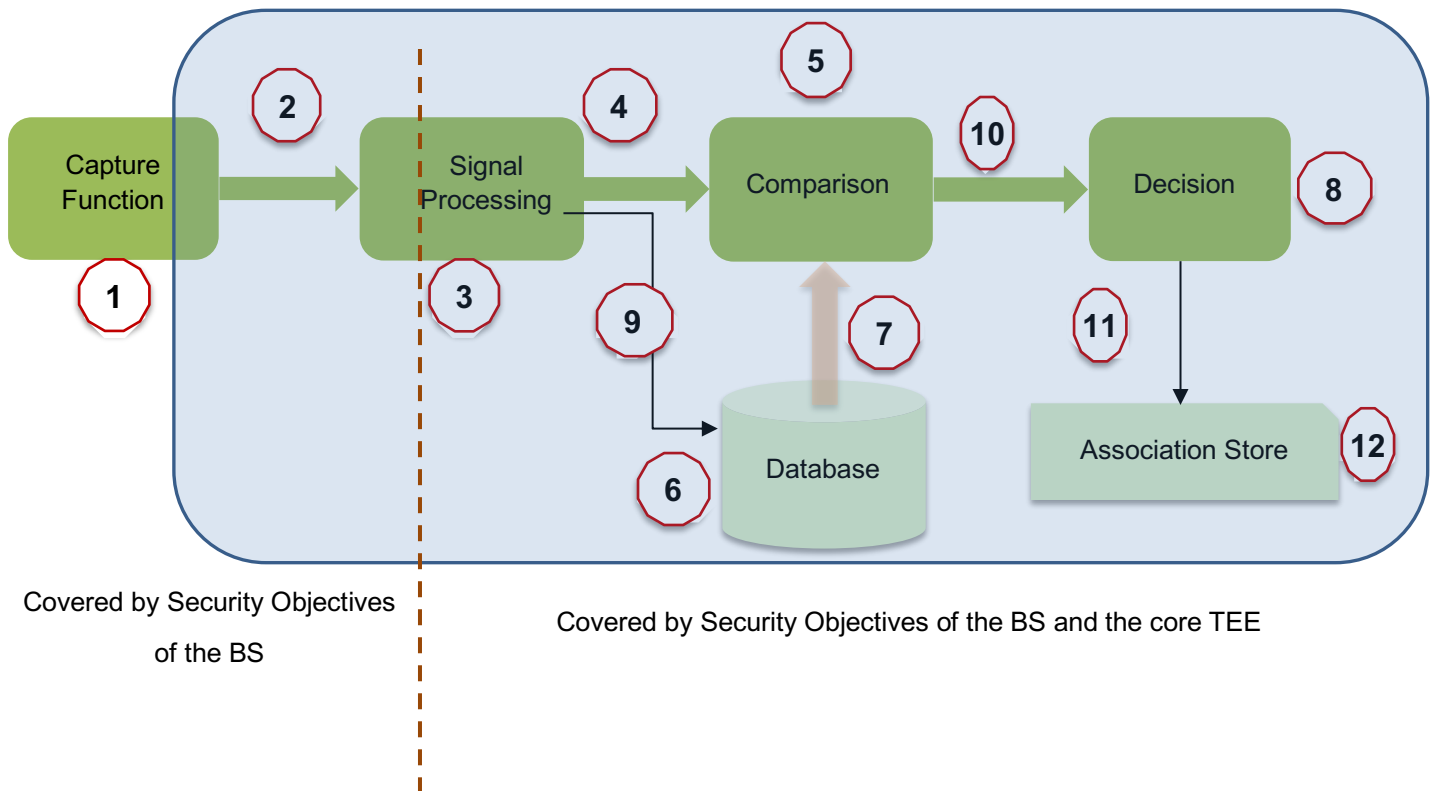 5
2
4
10
Capture
Function
Signal
Processing
Comparison
Decision
8
1
3
9
7
11
Database
6
Association Store
12
Covered by Security Objectives
of the BS
Covered by Security Objectives of the BS and the core TEE